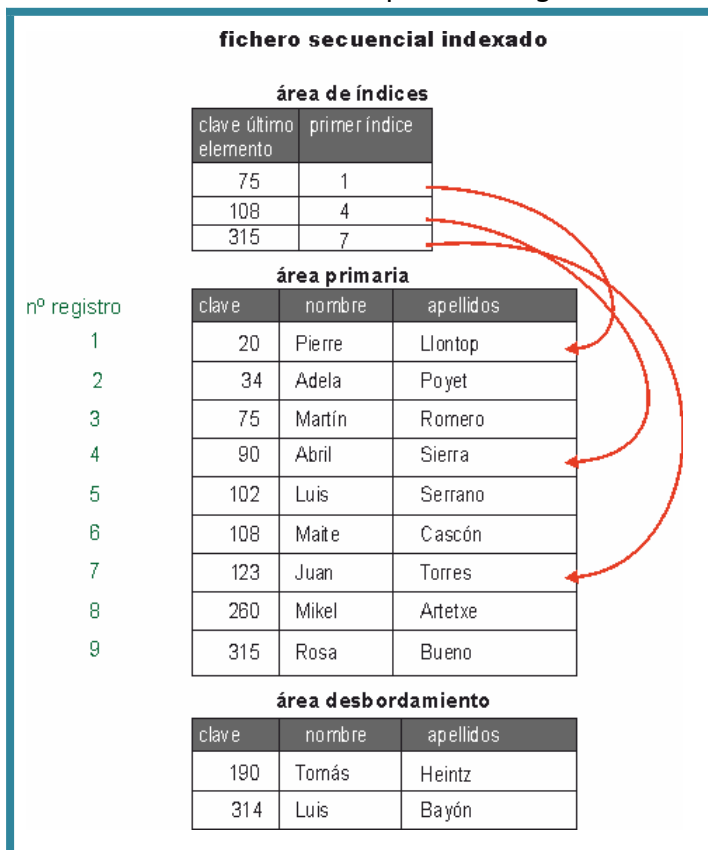 fichero secuencial indexado
área de índices
clave último elemento primer índice
75 1
108 4
315 7
área primaria
nº registro clave nombre apellidos
1 20 Pierre Llontop
2 34 Adela Poyet
3 75 Martín Romero
4 90 Abril Sierra
5 102 Luis Serrano
6 108 Maite Cascón
7 123 Juan Torres
8 260 Mikel Artetxe
9 315 Rosa Bueno
área desbordamiento
clave nombre apellidos
190 Tomás Heintz
314 Luis Bayón